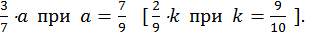 3/7 ·a при a = 7/9 [2/9 ·k при k = 9/10 ].